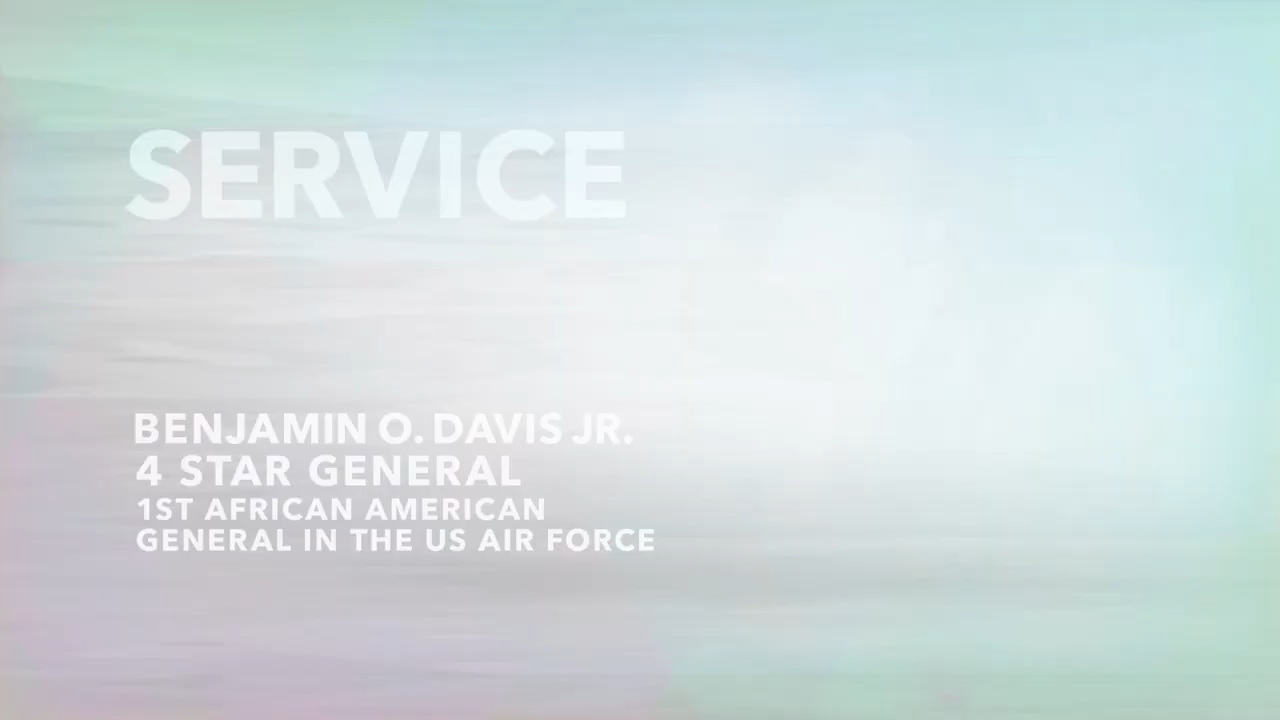 SERVICE
BENJAMIN O. DAVIS JR.
4 STAR GENERAL
1ST AFRICAN AMERICAN
GENERAL IN THE US AIR FORCE